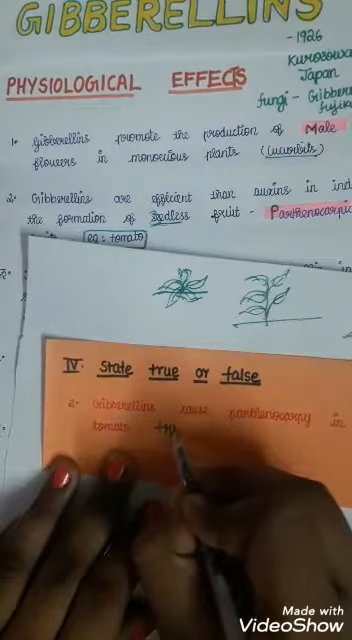 GIBBERELLINS
- 1926
Kurosowa
Japan
fungi - Gibber
fujik
PHYSIOLOGICAL EFFECTS
1. Gibberellins promote the production of Male
flowers in monoecious plants (cucurbits)
2. Gibberellins are efficient than auxins in ind
the formation of seedless fruit - Parthenocarpic
eg: tomato
IV. State true or false
2. Gibberellins cause parthenocarpy in
tomato.
Made with
VideoShow